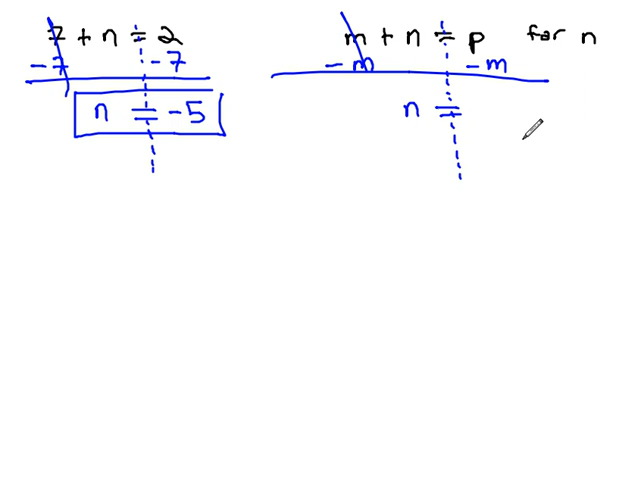 7 + n = 2
-7 -7
n = -5
m + n = p for n
-m -m
n =